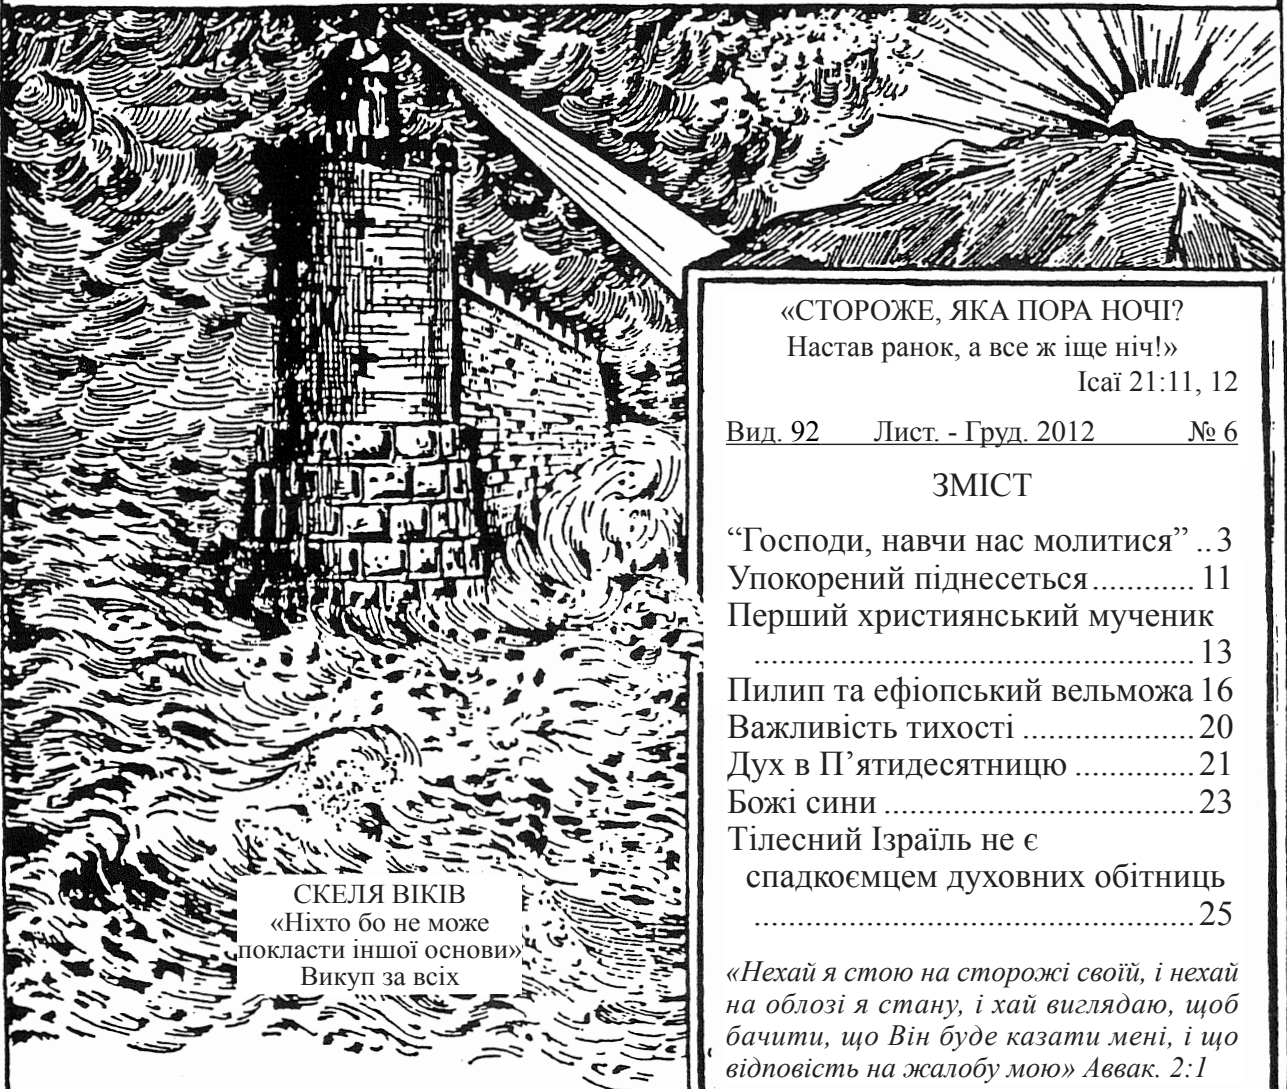 «СТОРОЖЕ, ЯКА ПОРА НОЧІ?
Настав ранок, а все ж іще ніч!»
Ісаї 21:11, 12
Вид. 92 Лист. - Груд. 2012 № 6
ЗМІСТ
“Господи, навчи нас молитися” ..3
Упокорений піднесеться............ 11
Перший християнський мученик
.................................................. 13
Пилип та ефіопський вельможа 16
Важливість тихості .................... 20
Дух в П’ятидесятницю ..............21
Божі сини ....................................23
Тілесний Ізраїль не є
спадкоємцем духовних обітниць
..................................................25
«Нехай я стою на сторожі своїй, і нехай
на облозі я стану, і хай виглядаю, щоб
бачити, що Він буде казати мені, і що
відповість на жалобу мою» Аввак. 2:1
СКЕЛЯ ВІКІВ
«Ніхто бо не може
покласти іншої основи»
Викуп за всіх